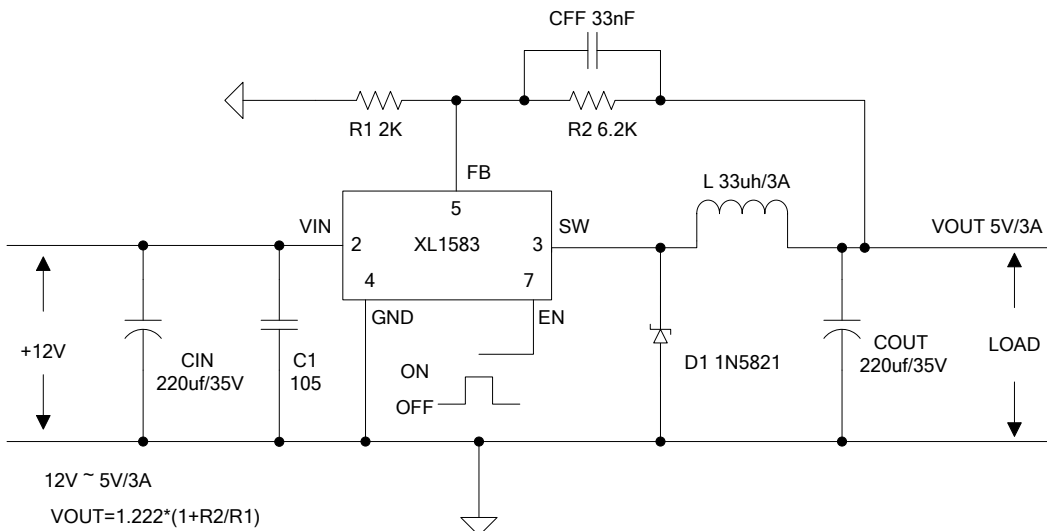 CFF 33nF
R1 2K
R2 6.2K
FB
L 33uh/3A
VIN
5
SW
VOUT 5V/3A
2
XL1583
3
4
7
GND
EN
+12V
CIN
220uf/35V
C1
105
ON
OFF
D1 1N5821
COUT
220uf/35V
LOAD
12V ~ 5V/3A
VOUT=1.222*(1+R2/R1)